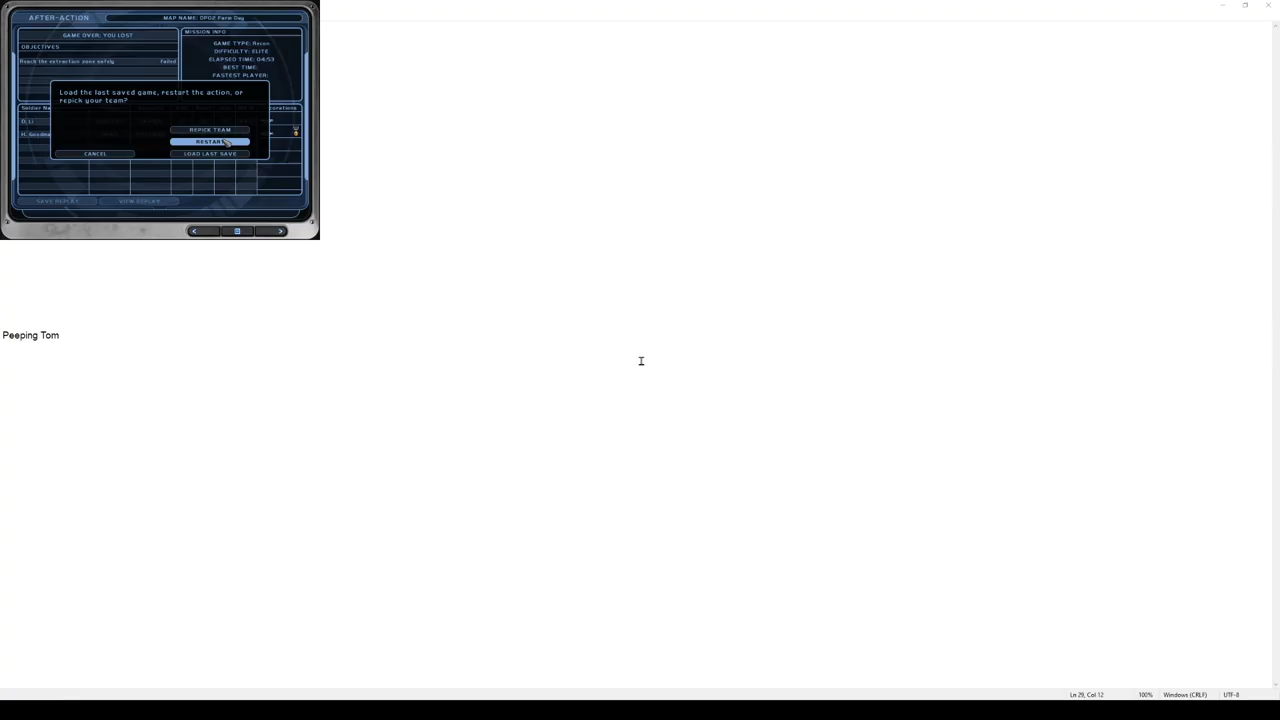 AFTER-ACTION
MAP NAME: DP02 Farm Day
GAME OVER: YOU LOST
OBJECTIVES
Reach the extraction zone safely Failed
MISSION INFO
GAME TYPE: Recon
DIFFICULTY: ELITE
ELAPSED TIME: 04:53
BEST TIME:
FASTEST PLAYER:
Load the last saved game, restart the action, or
repick your team?
Soldier
D. Li
REPICK TEAM
RESTART
CANCEL
LOAD LAST SAVE
SAVE REPLAY
VIEW REPLAY
<
>
Peeping Tom
Ln 29, Col 12
100%
Windows (CRLF)
UTF-8